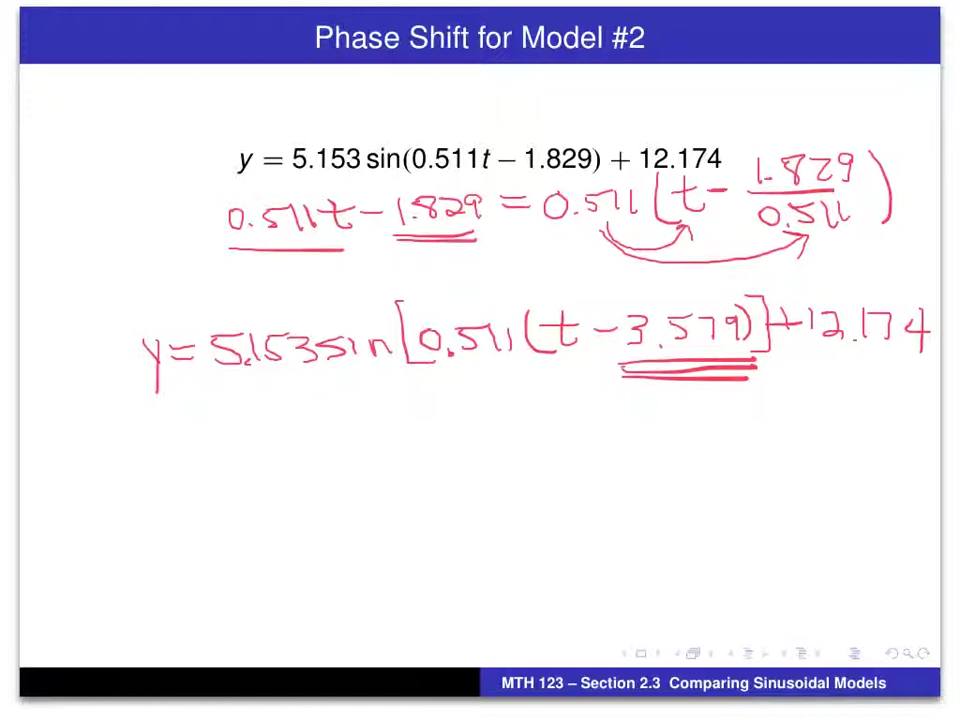 Phase Shift for Model #2
y = 5.153 sin(0.511t − 1.829) + 12.174
0.511t − 1.829 = 0.511 (t − 1.829/0.511)
y = 5.153 sin[0.511(t − 3.579)] + 12.174
MTH 123 – Section 2.3 Comparing Sinusoidal Models